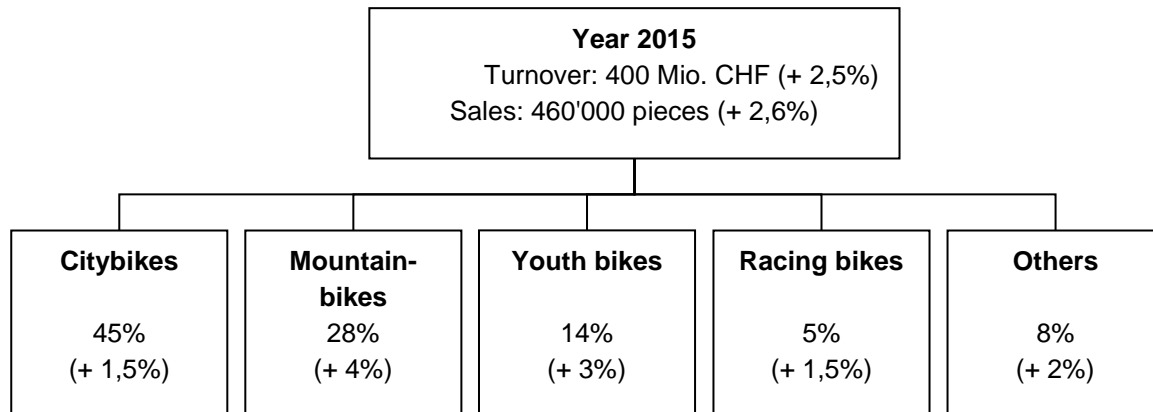 Year 2015
Turnover: 400 Mio. CHF (+ 2,5%)
Sales: 460'000 pieces (+ 2,6%)
Citybikes
45%
(+ 1,5%)
Mountain-
bikes
28%
(+ 4%)
Youth bikes
14%
(+ 3%)
Racing bikes
5%
(+ 1,5%)
Others
8%
(+ 2%)